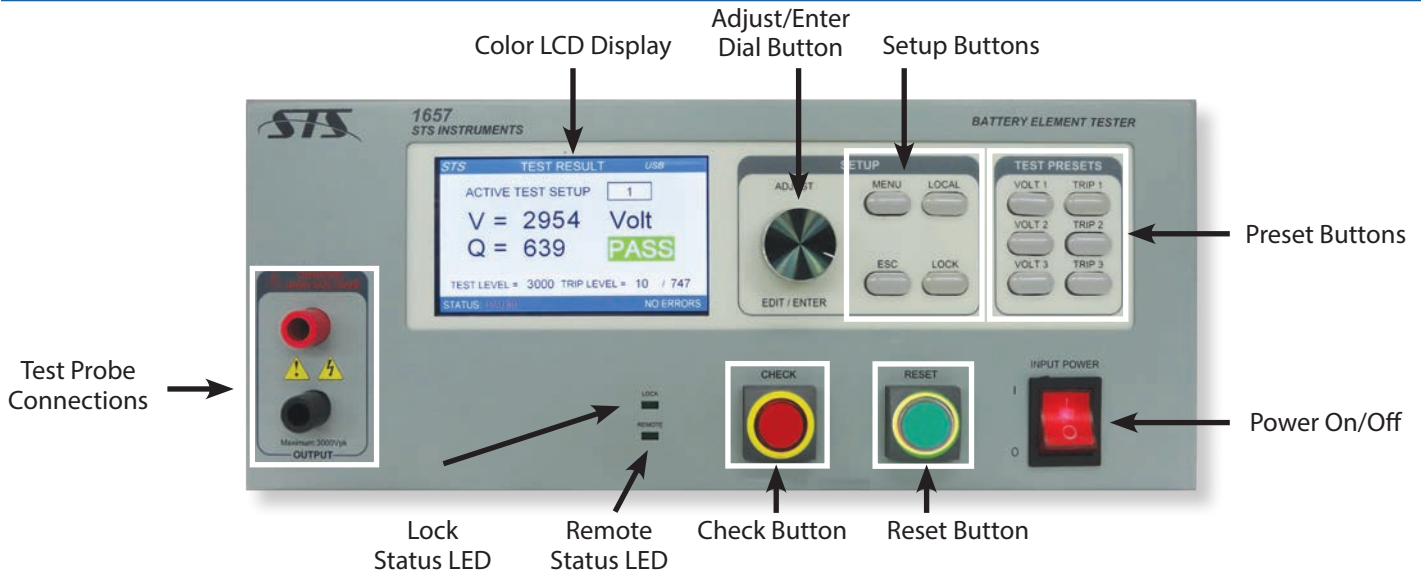 Adjust/Enter
Dial Button
Color LCD Display
Setup Buttons
STS
1657
STS INSTRUMENTS
BATTERY ELEMENT TESTER
STS TEST RESULT USB
ACTIVE TEST SETUP 1
V = 2954 Volt
Q = 639 PASS
TEST LEVEL = 3000 TRIP LEVEL = 10 / 747
STATUS: NO ERRORS
SETUP
ADJUST
EDIT / ENTER
MENU LOCAL
ESC LOCK
TEST PRESETS
VOLT 1 TRIP 1
VOLT 2 TRIP 2
VOLT 3 TRIP 3
Preset Buttons
Test Probe
Connections
Maximum 3000Vpk
OUTPUT
LOCK
REMOTE
CHECK
RESET
INPUT POWER
I
O
Power On/Off
Lock
Status LED
Remote
Status LED
Check Button
Reset Button